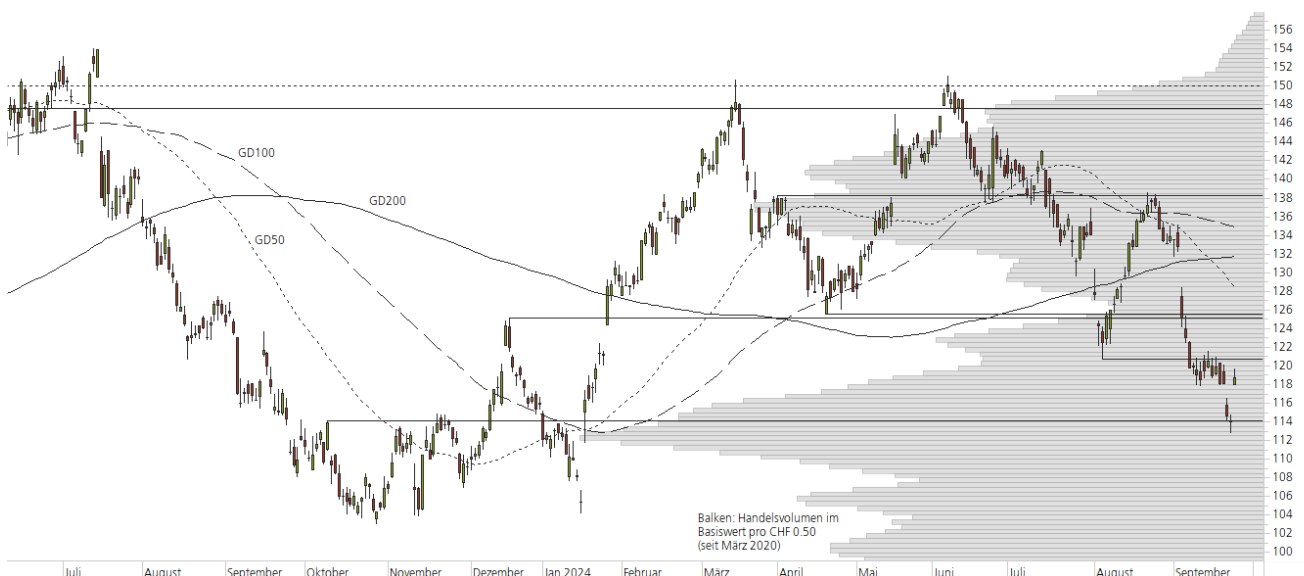 156
154
152
150
148
146
144
142
140
138
136
134
132
130
128
126
124
122
120
118
116
114
112
110
108
106
104
102
100
GD100
GD200
GD50
Balken: Handelsvolumen im
Basiswert pro CHF 0.50
(seit März 2020)
Juli
August
September
Oktober
November
Dezember
Jan 2024
Februar
März
April
Mai
Juni
Juli
August
September